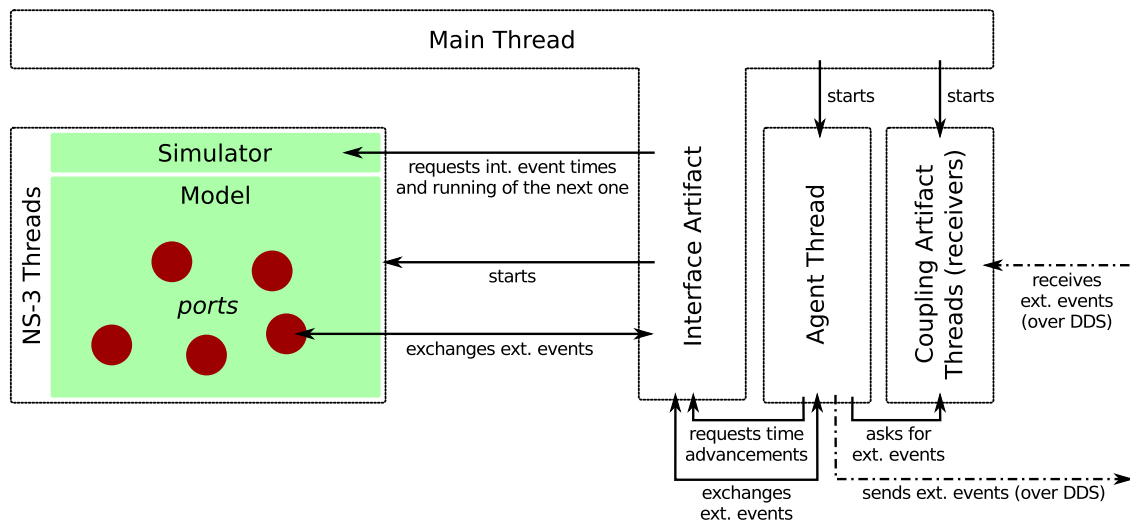 Main Thread
starts
starts
Simulator
requests int. event times
and running of the next one
Model
NS-3 Threads
ports
starts
exchanges ext. events
Interface Artifact
Agent Thread
Coupling Artifact
Threads (receivers)
receives
ext. events
(over DDS)
requests time
advancements
asks for
ext. events
exchanges
ext. events
sends ext. events (over DDS)